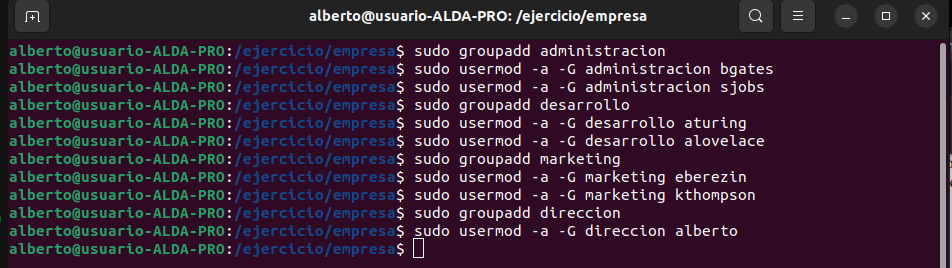 alberto@usuario-ALDA-PRO: /ejercicio/empresa
alberto@usuario-ALDA-PRO:/ejercicio/empresa$ sudo groupadd administracion
alberto@usuario-ALDA-PRO:/ejercicio/empresa$ sudo usermod -a -G administracion bgates
alberto@usuario-ALDA-PRO:/ejercicio/empresa$ sudo usermod -a -G administracion sjobs
alberto@usuario-ALDA-PRO:/ejercicio/empresa$ sudo groupadd desarrollo
alberto@usuario-ALDA-PRO:/ejercicio/empresa$ sudo usermod -a -G desarrollo aturing
alberto@usuario-ALDA-PRO:/ejercicio/empresa$ sudo usermod -a -G desarrollo alovelace
alberto@usuario-ALDA-PRO:/ejercicio/empresa$ sudo groupadd marketing
alberto@usuario-ALDA-PRO:/ejercicio/empresa$ sudo usermod -a -G marketing eberezin
alberto@usuario-ALDA-PRO:/ejercicio/empresa$ sudo usermod -a -G marketing kthompson
alberto@usuario-ALDA-PRO:/ejercicio/empresa$ sudo groupadd direccion
alberto@usuario-ALDA-PRO:/ejercicio/empresa$ sudo usermod -a -G direccion alberto
alberto@usuario-ALDA-PRO:/ejercicio/empresa$